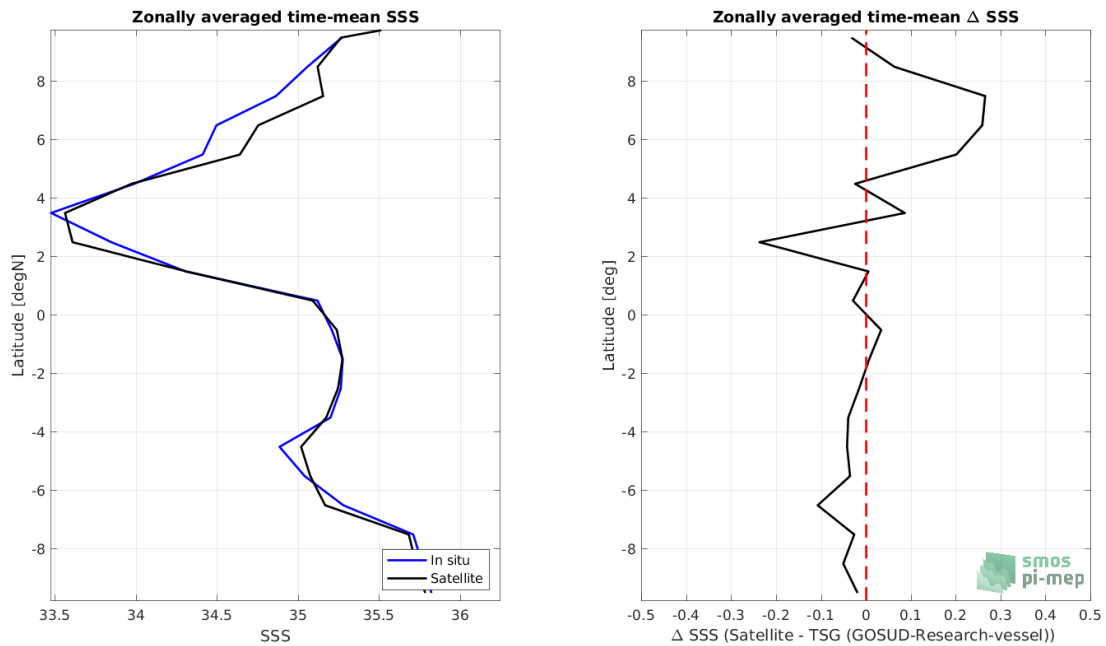 Zonally averaged time-mean SSS
8
6
4
2
0
-2
-4
-6
-8
Latitude [degN]
33.5 34 34.5 35 35.5 36
SSS
In situ
Satellite
Zonally averaged time-mean Δ SSS
8
6
4
2
0
-2
-4
-6
-8
Latitude [deg]
-0.5 -0.4 -0.3 -0.2 -0.1 0 0.1 0.2 0.3 0.4 0.5
Δ SSS (Satellite - TSG (GOSUD-Research-vessel))
smos
pi-mep